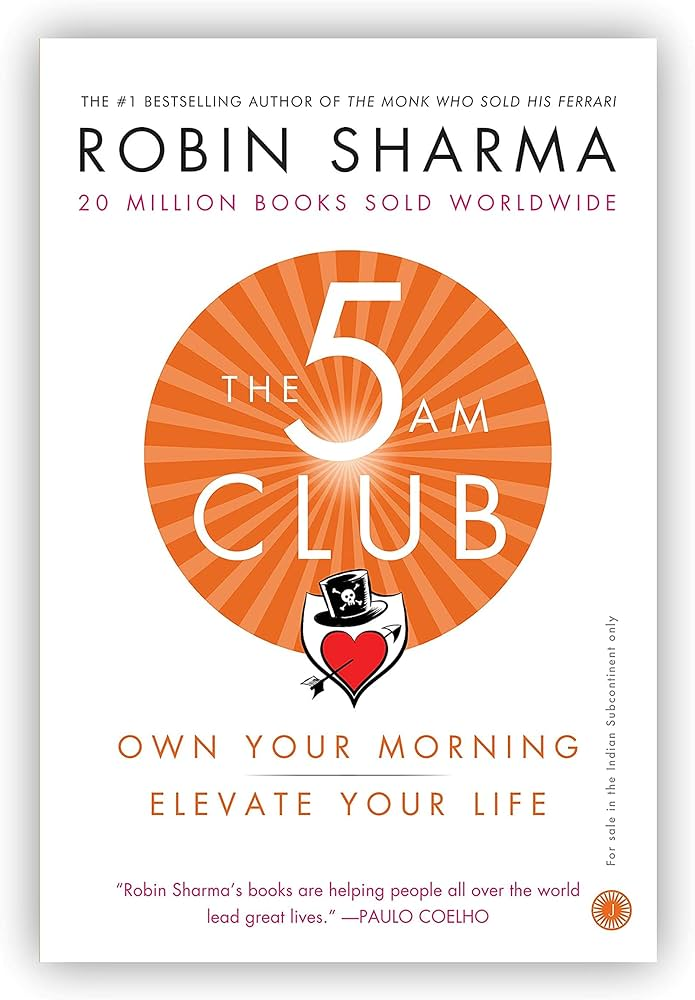 THE #1 BESTSELLING AUTHOR OF THE MONK WHO SOLD HIS FERRARI
ROBIN SHARMA
20 MILLION BOOKS SOLD WORLDWIDE
THE 5 AM
CLUB
OWN YOUR MORNING
ELEVATE YOUR LIFE
For sale in the Indian Subcontinent only
“Robin Sharma’s books are helping people all over the world
lead great lives.” —PAULO COELHO
J